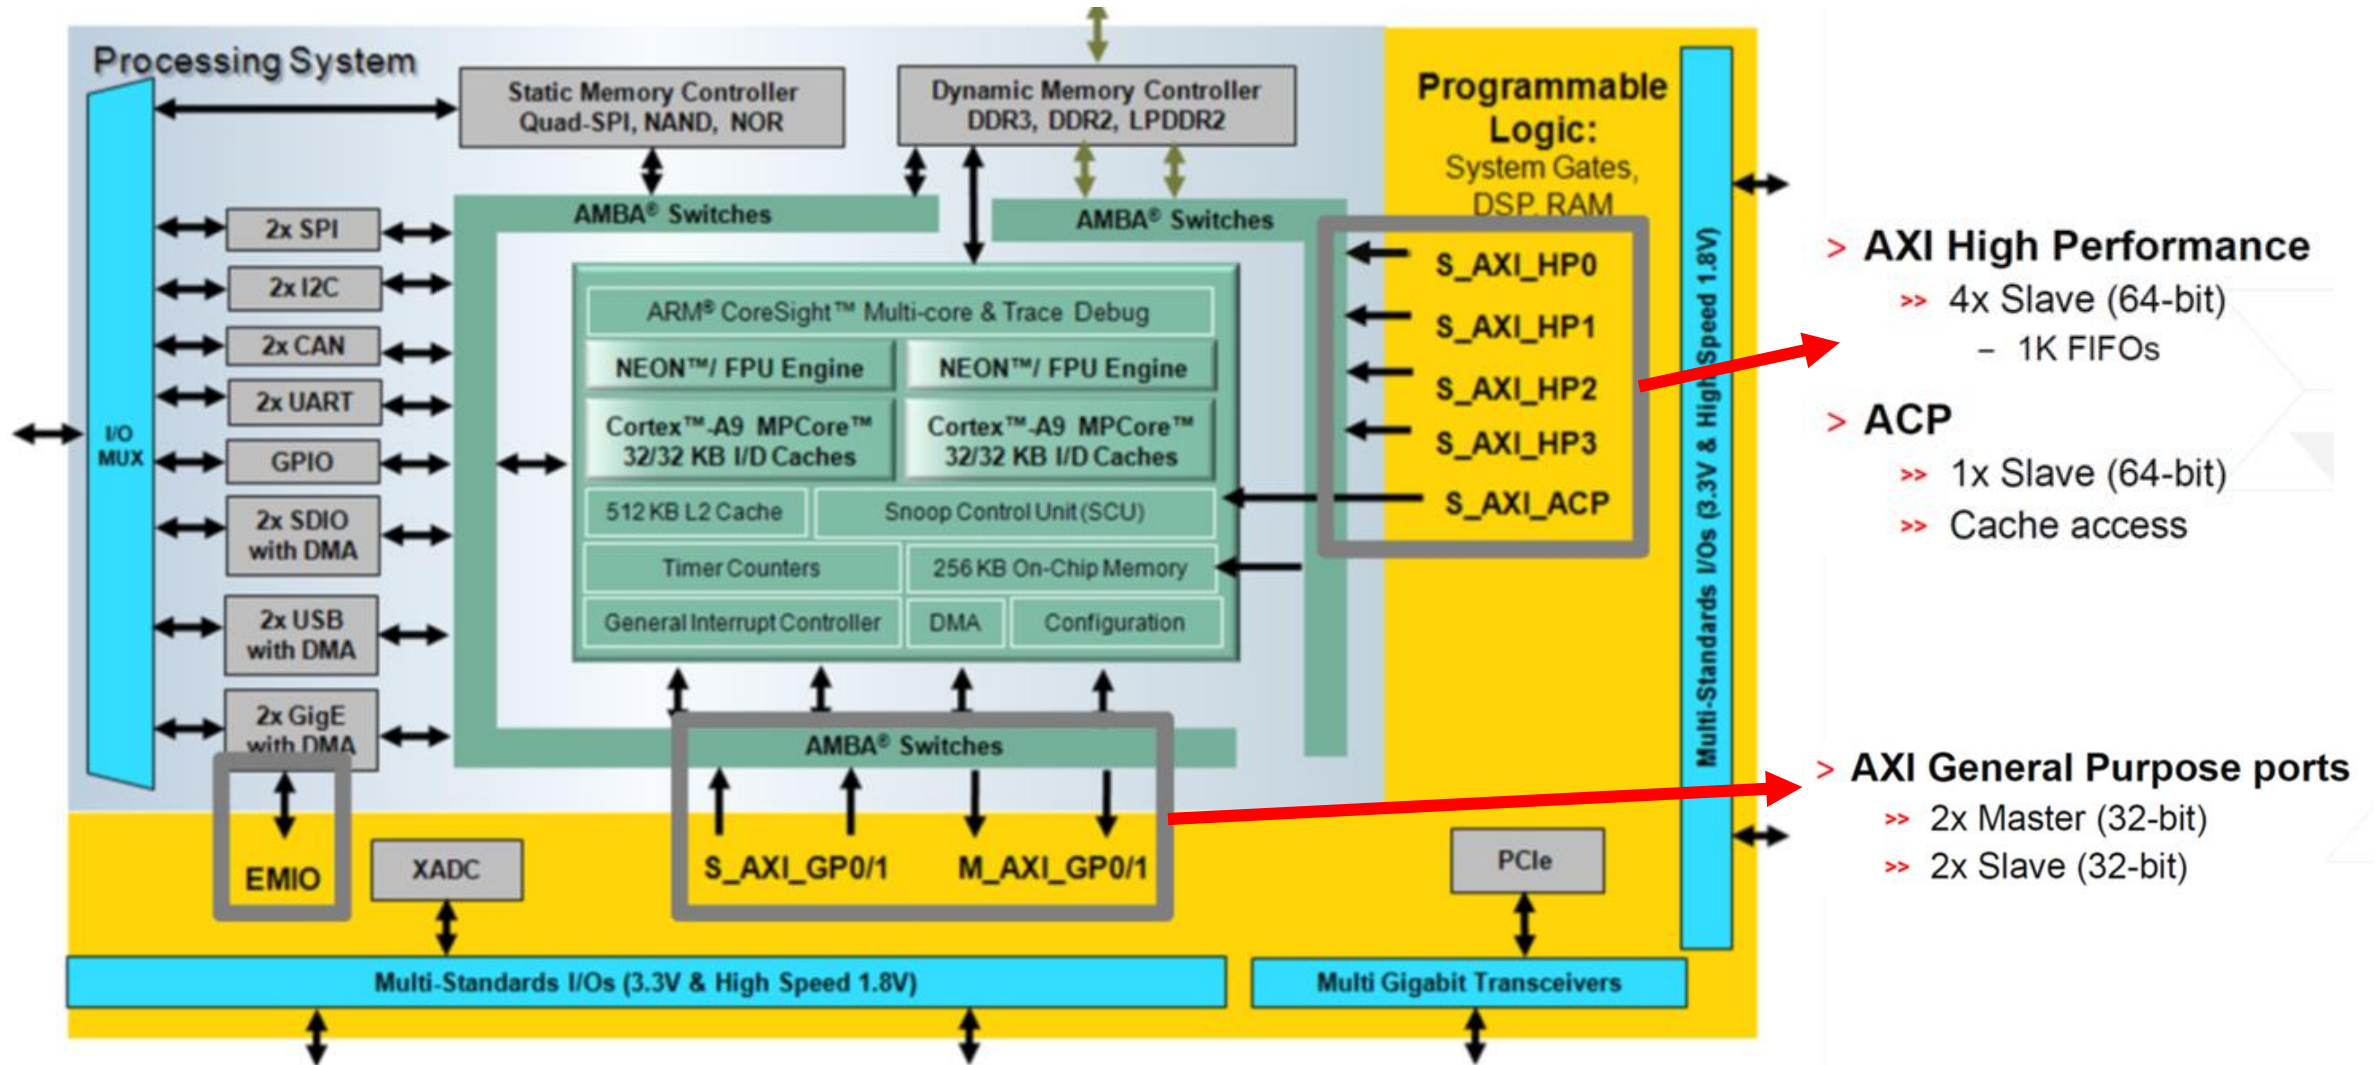 Processing System
Static Memory Controller
Quad-SPI, NAND, NOR
Dynamic Memory Controller
DDR3, DDR2, LPDDR2
Programmable
Logic:
System Gates,
DSP, RAM
AMBA® Switches
AMBA® Switches
I/O
MUX
2x SPI
2x I2C
2x CAN
2x UART
GPIO
2x SDIO
with DMA
2x USB
with DMA
2x GigE
with DMA
ARM® CoreSight™ Multi-core & Trace Debug
NEON™/ FPU Engine
NEON™/ FPU Engine
Cortex™-A9 MPCore™
32/32 KB I/D Caches
Cortex™-A9 MPCore™
32/32 KB I/D Caches
512 KB L2 Cache
Snoop Control Unit (SCU)
Timer Counters
256 KB On-Chip Memory
General Interrupt Controller
DMA
Configuration
AMBA® Switches
S_AXI_HP0
S_AXI_HP1
S_AXI_HP2
S_AXI_HP3
S_AXI_ACP
Multi-Standards I/Os (3.3V & High Speed 1.8V)
EMIO
XADC
S_AXI_GP0/1
M_AXI_GP0/1
PCIe
Multi-Standards I/Os (3.3V & High Speed 1.8V)
Multi Gigabit Transceivers
> AXI High Performance
>> 4x Slave (64-bit)
– 1K FIFOs
> ACP
>> 1x Slave (64-bit)
>> Cache access
> AXI General Purpose ports
>> 2x Master (32-bit)
>> 2x Slave (32-bit)